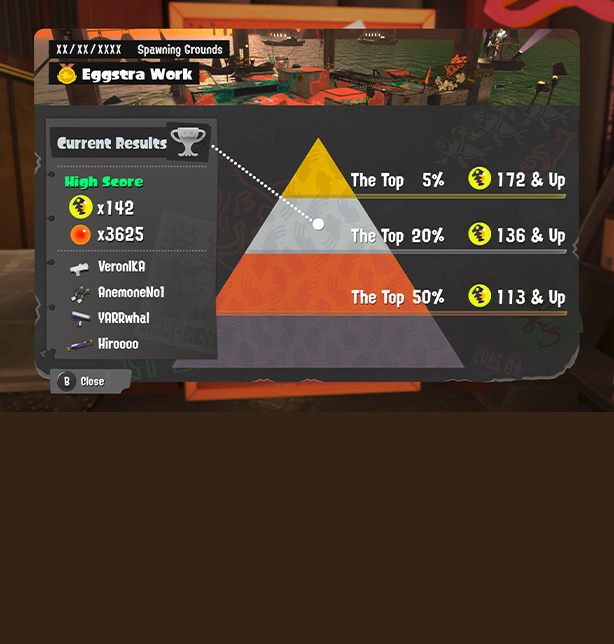 XX/XX/XXXX Spawning Grounds
Eggstra Work
Current Results
High Score
x142
x3625
VeronIKA
AnemoneNo1
YARRwhal
Hiroooo
The Top 5% 172 & Up
The Top 20% 136 & Up
The Top 50% 113 & Up
B Close